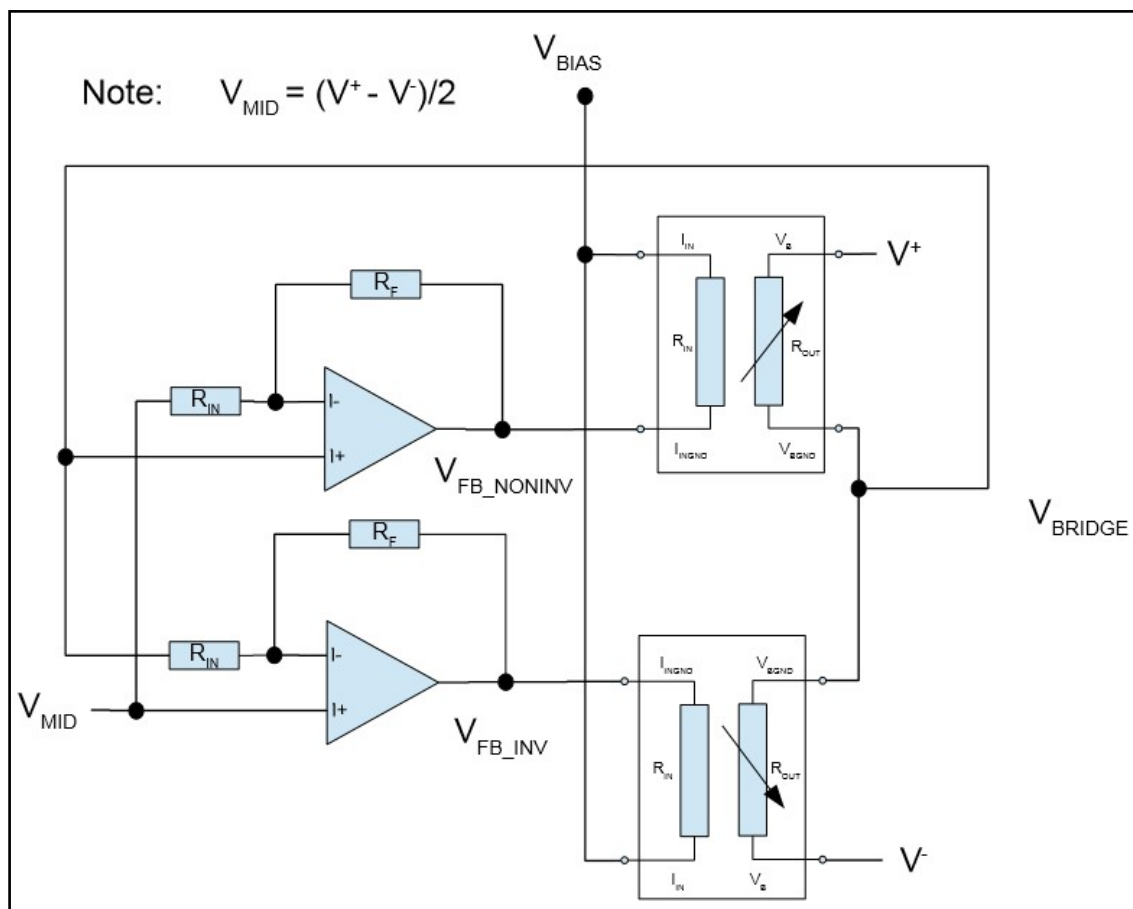 V_BIAS
Note: V_MID = (V⁺ - V⁻)/2
I_IN V_B V⁺
R_F
R_IN R_OUT
R_IN I-
I_INGND V_BGND
I+
V_FB_NONINV
V_BRIDGE
R_F
R_IN I-
I_INGND V_BGND
V_MID I+
V_FB_INV
R_IN R_OUT
I_IN V_B V⁻